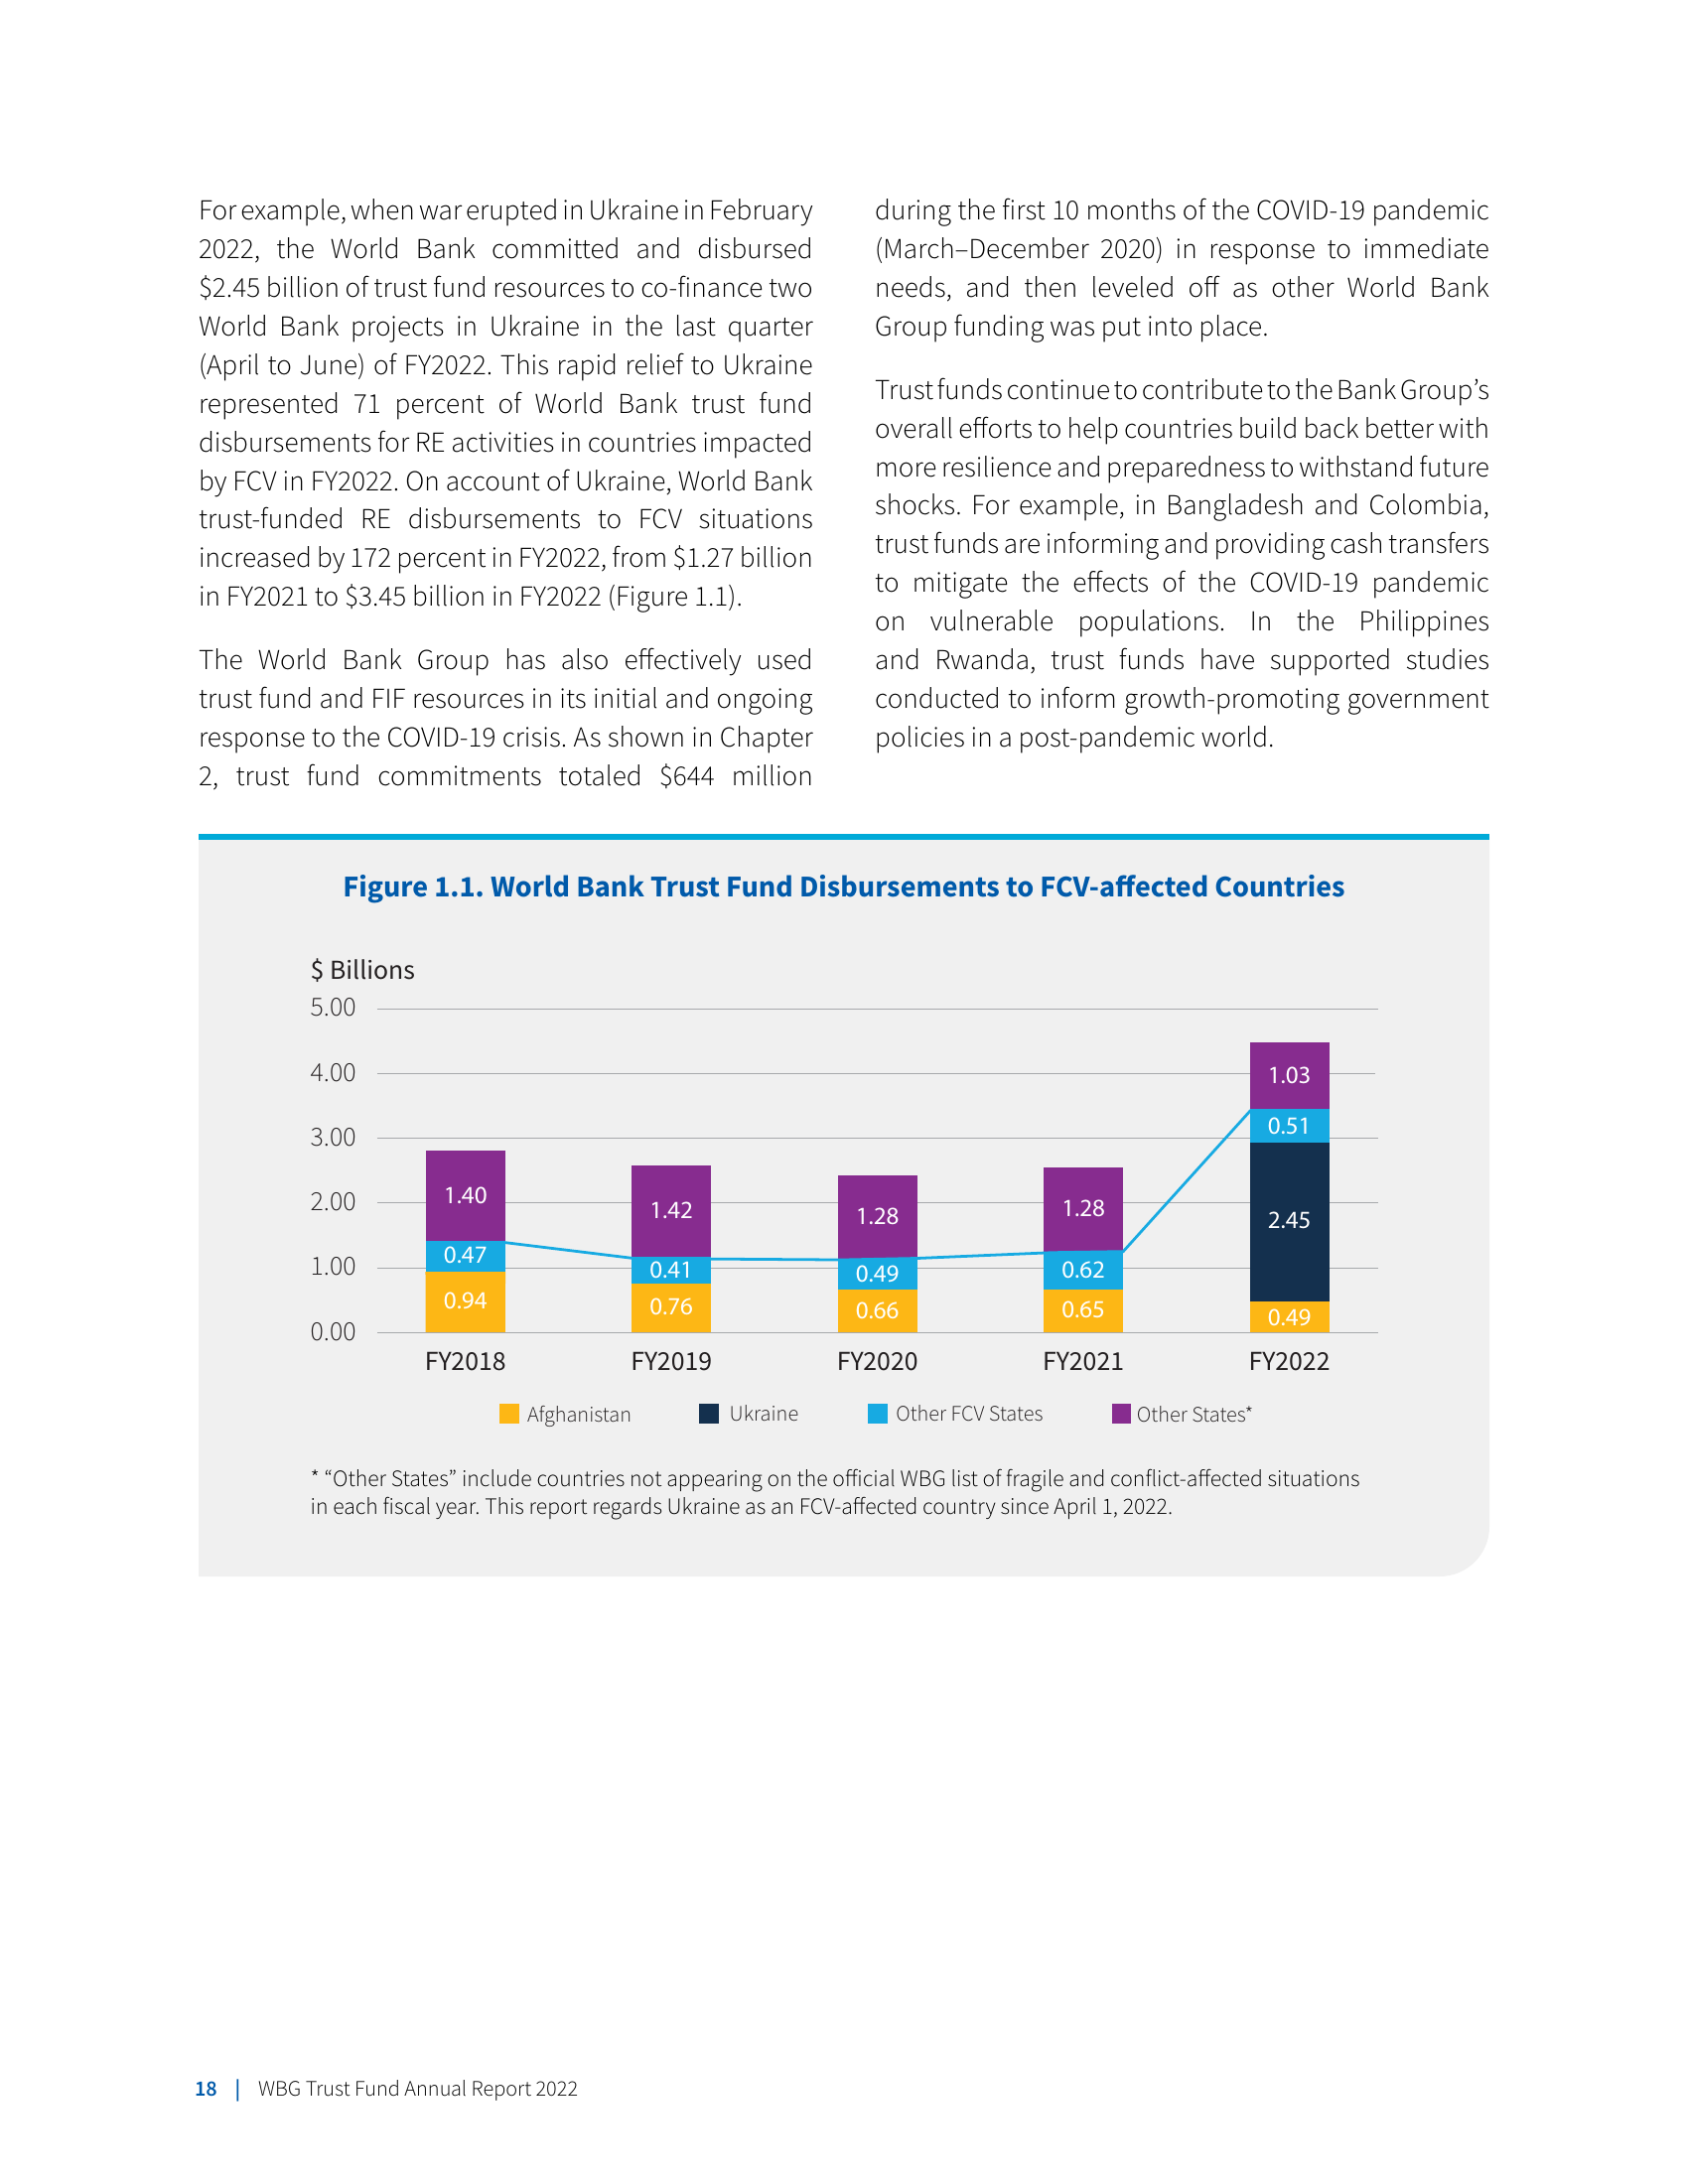 For example, when war erupted in Ukraine in February
2022, the World Bank committed and disbursed
$2.45 billion of trust fund resources to co-finance two
World Bank projects in Ukraine in the last quarter
(April to June) of FY2022. This rapid relief to Ukraine
represented 71 percent of World Bank trust fund
disbursements for RE activities in countries impacted
by FCV in FY2022. On account of Ukraine, World Bank
trust-funded RE disbursements to FCV situations
increased by 172 percent in FY2022, from $1.27 billion
in FY2021 to $3.45 billion in FY2022 (Figure 1.1).
The World Bank Group has also effectively used
trust fund and FIF resources in its initial and ongoing
response to the COVID-19 crisis. As shown in Chapter
2, trust fund commitments totaled $644 million
during the first 10 months of the COVID-19 pandemic
(March–December 2020) in response to immediate
needs, and then leveled off as other World Bank
Group funding was put into place.
Trust funds continue to contribute to the Bank Group’s
overall efforts to help countries build back better with
more resilience and preparedness to withstand future
shocks. For example, in Bangladesh and Colombia,
trust funds are informing and providing cash transfers
to mitigate the effects of the COVID-19 pandemic
on vulnerable populations. In the Philippines
and Rwanda, trust funds have supported studies
conducted to inform growth-promoting government
policies in a post-pandemic world.
Figure 1.1. World Bank Trust Fund Disbursements to FCV-affected Countries
$ Billions
5.00
4.00
3.00
2.00
1.00
0.00
1.40
0.47
0.94
1.42
0.41
0.76
1.28
0.49
0.66
1.28
0.62
0.65
1.03
0.51
2.45
0.49
FY2018 FY2019 FY2020 FY2021 FY2022
Afghanistan Ukraine Other FCV States Other States*
* “Other States” include countries not appearing on the official WBG list of fragile and conflict-affected situations
in each fiscal year. This report regards Ukraine as an FCV-affected country since April 1, 2022.
18 | WBG Trust Fund Annual Report 2022